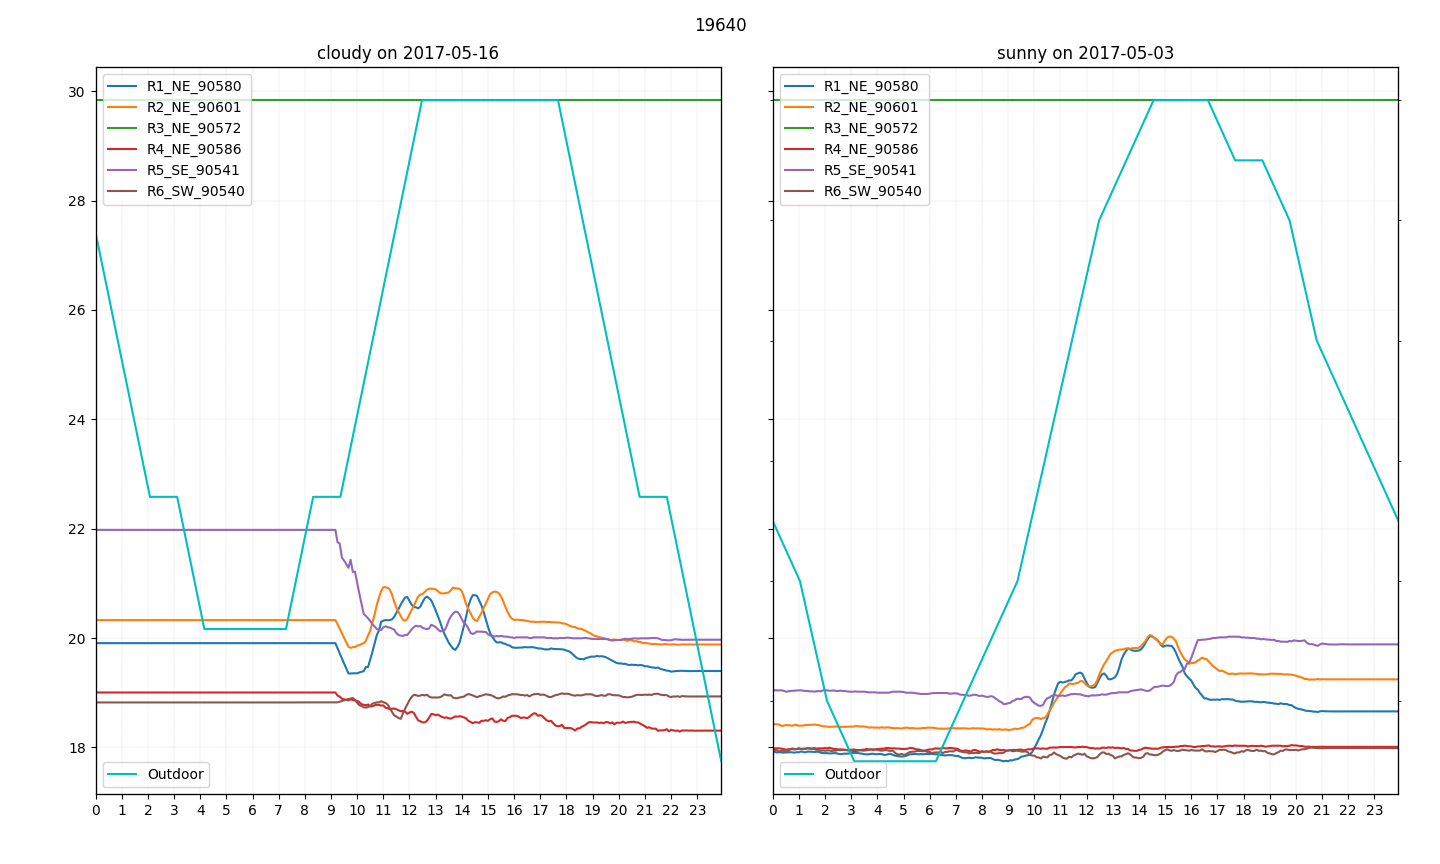 19640
cloudy on 2017-05-16
sunny on 2017-05-03
R1_NE_90580
R2_NE_90601
R3_NE_90572
R4_NE_90586
R5_SE_90541
R6_SW_90540
R1_NE_90580
R2_NE_90601
R3_NE_90572
R4_NE_90586
R5_SE_90541
R6_SW_90540
30
28
26
24
22
20
18
Outdoor
Outdoor
0 1 2 3 4 5 6 7 8 9 10 11 12 13 14 15 16 17 18 19 20 21 22 23
0 1 2 3 4 5 6 7 8 9 10 11 12 13 14 15 16 17 18 19 20 21 22 23